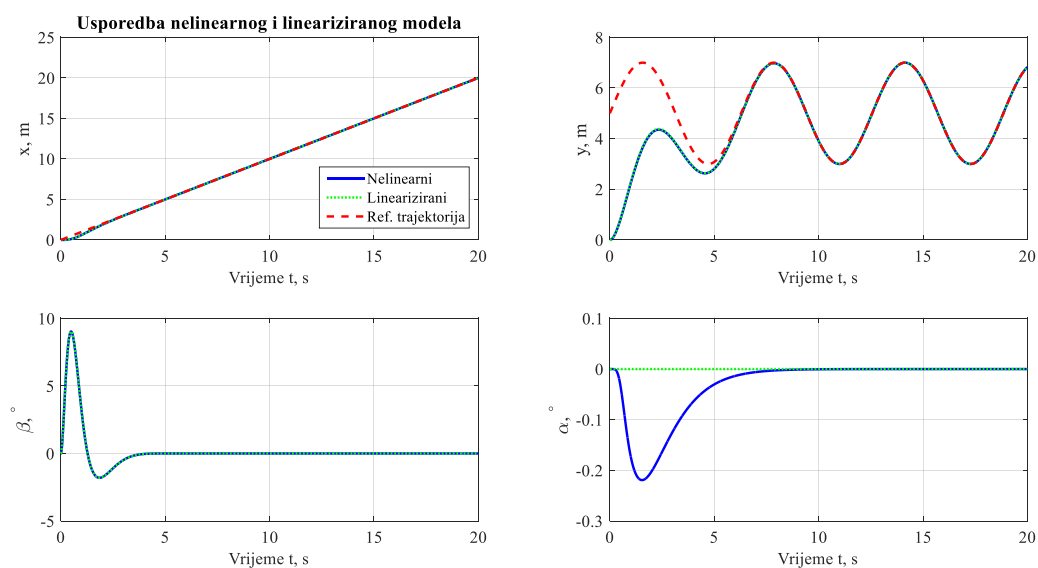 Usporedba nelinearnog i lineariziranog modela
25
20
15
10
5
0
x, m
0 5 10 15 20
Vrijeme t, s
Nelinearni
Linearizirani
Ref. trajektorija
8
6
4
2
0
y, m
0 5 10 15 20
Vrijeme t, s
10
5
0
-5
β, °
0 5 10 15 20
Vrijeme t, s
0.1
0
-0.1
-0.2
-0.3
α, °
0 5 10 15 20
Vrijeme t, s